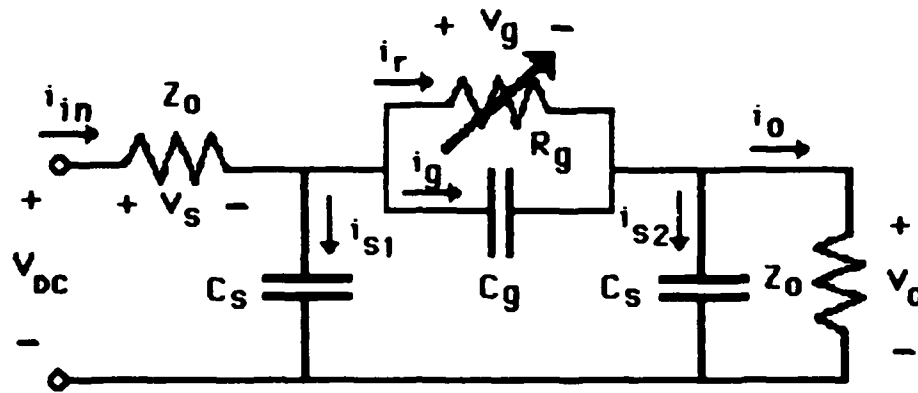 + Vg −
ir
iin Zo
Rg
io
ig
+ + Vs − is1 is2 +
VDC Cs Cg Cs Zo Vo
− −